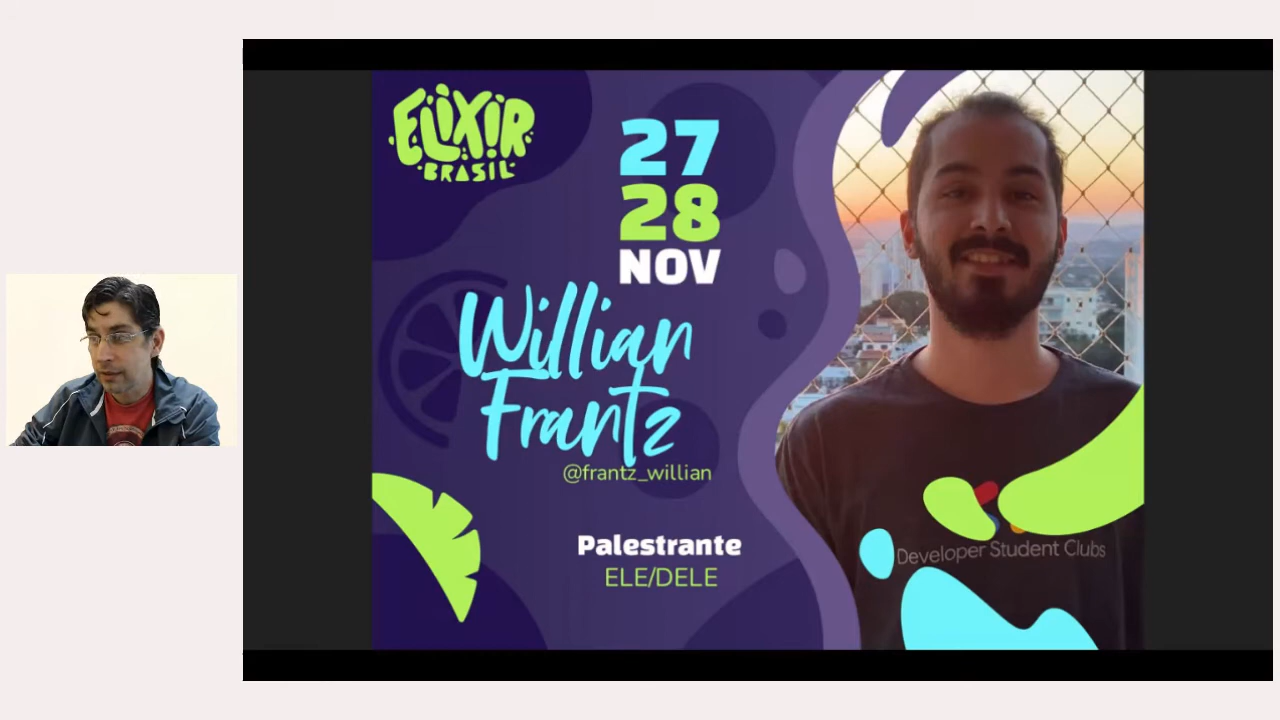 ELIXIR
BRASIL
27
28
NOV
Willian
Frantz
@frantz_willian
Palestrante
ELE/DELE
Developer Student Clubs